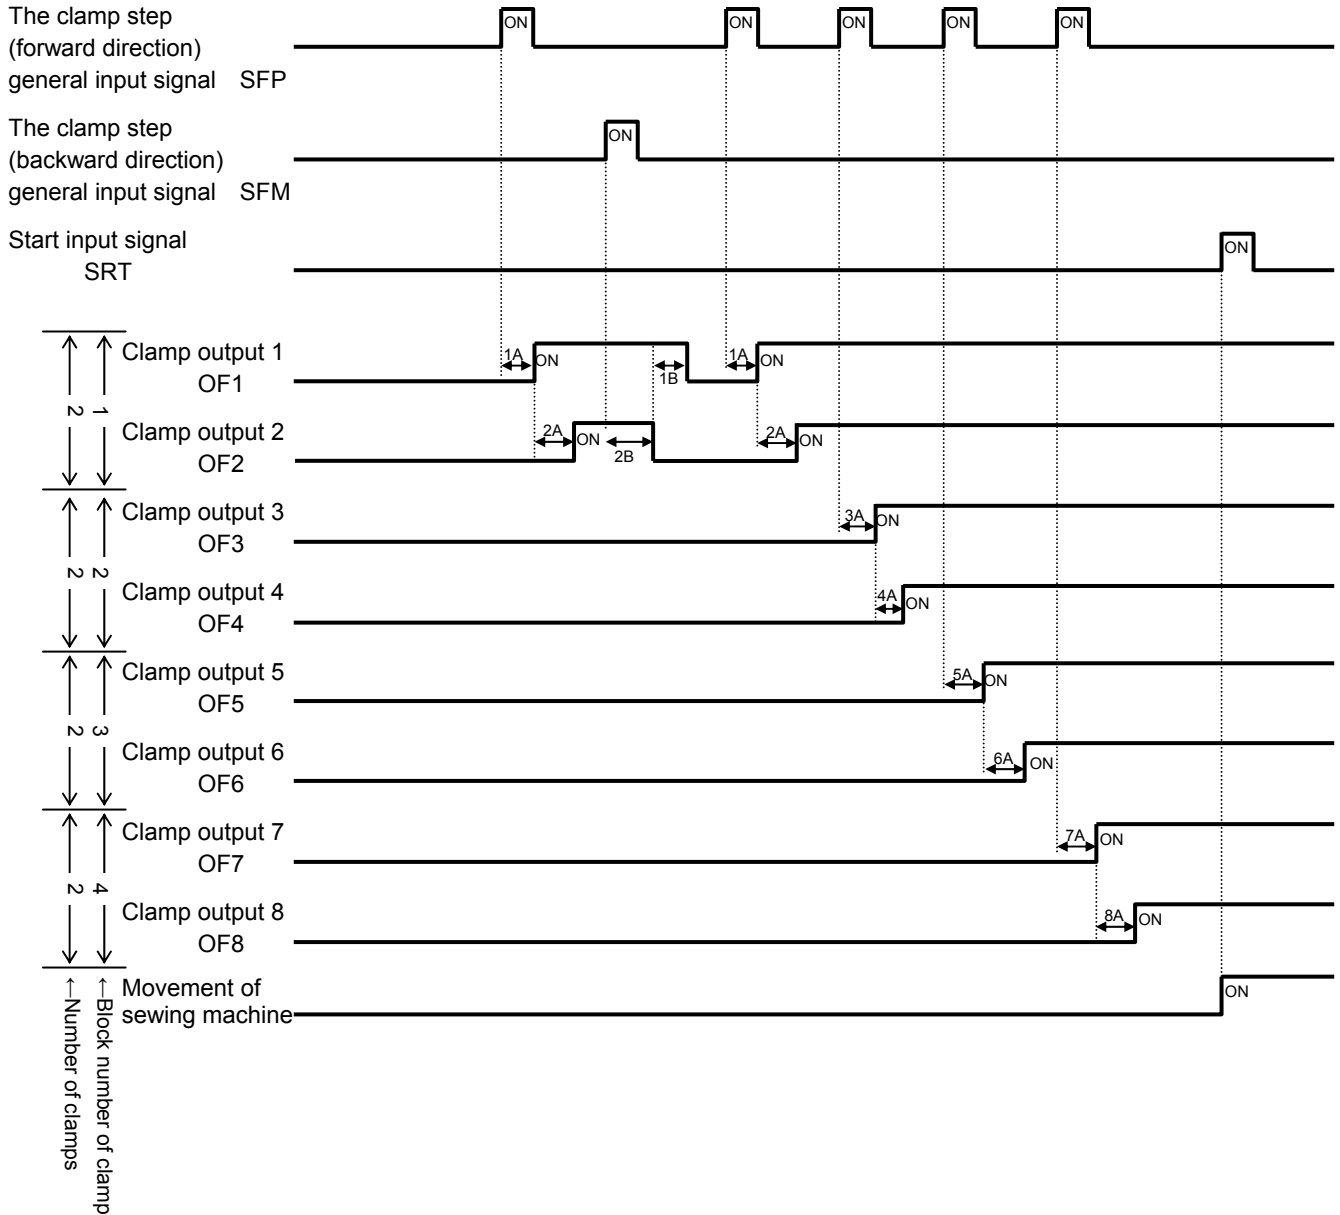 The clamp step
(forward direction)
general input signal SFP
ON ON ON ON ON
The clamp step
(backward direction)
general input signal SFM
ON
Start input signal
SRT
ON
Clamp output 1
OF1
1A ON 1B 1A ON
Clamp output 2
OF2
2A ON 2B 2A ON
2 1
Clamp output 3
OF3
3A ON
Clamp output 4
OF4
4A ON
2 2
Clamp output 5
OF5
5A ON
Clamp output 6
OF6
6A ON
2 3
Clamp output 7
OF7
7A ON
Clamp output 8
OF8
8A ON
2 4
Movement of
sewing machine
ON
←Block number of clamp
←Number of clamps